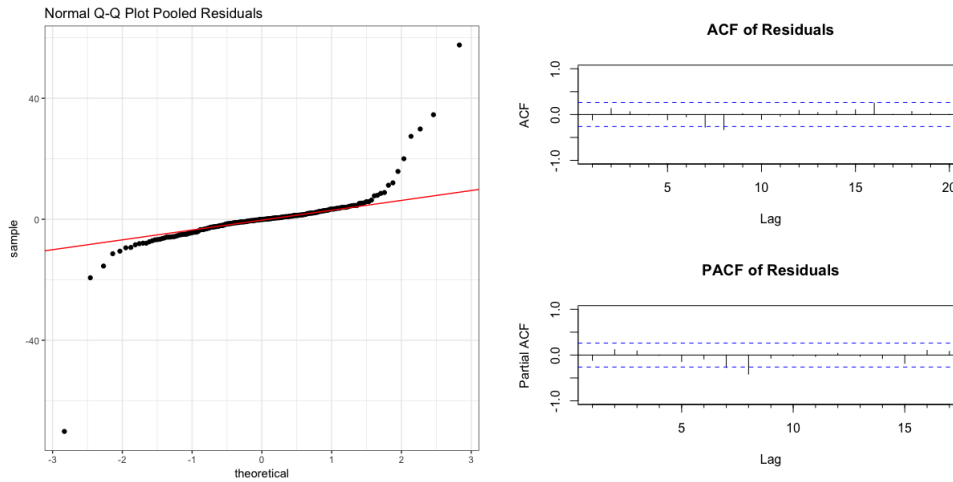 Normal Q-Q Plot Pooled Residuals
40
0
-20
-40
sample
-3
-2
-1
0
1
2
3
theoretical
ACF of Residuals
1.0
0.0
-1.0
ACF
5
10
15
20
Lag
PACF of Residuals
1.0
0.0
-1.0
Partial ACF
5
10
15
Lag